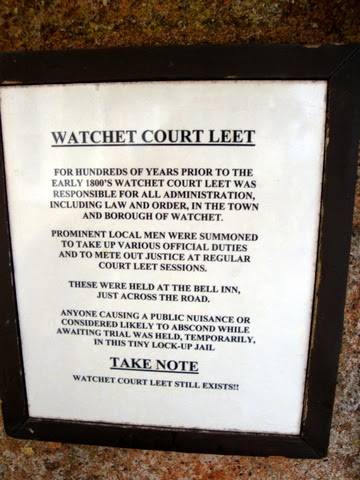 WATCHET COURT LEET
FOR HUNDREDS OF YEARS PRIOR TO THE
EARLY 1800'S WATCHET COURT LEET WAS
RESPONSIBLE FOR ALL ADMINISTRATION,
INCLUDING LAW AND ORDER, IN THE TOWN
AND BOROUGH OF WATCHET.
PROMINENT LOCAL MEN WERE SUMMONED
TO TAKE UP VARIOUS OFFICIAL DUTIES
AND TO METE OUT JUSTICE AT REGULAR
COURT LEET SESSIONS.
THESE WERE HELD AT THE BELL INN,
JUST ACROSS THE ROAD.
ANYONE CAUSING A PUBLIC NUISANCE OR
CONSIDERED LIKELY TO ABSCOND WHILE
AWAITING TRIAL WAS HELD, TEMPORARILY,
IN THIS TINY LOCK-UP JAIL
TAKE NOTE
WATCHET COURT LEET STILL EXISTS!!